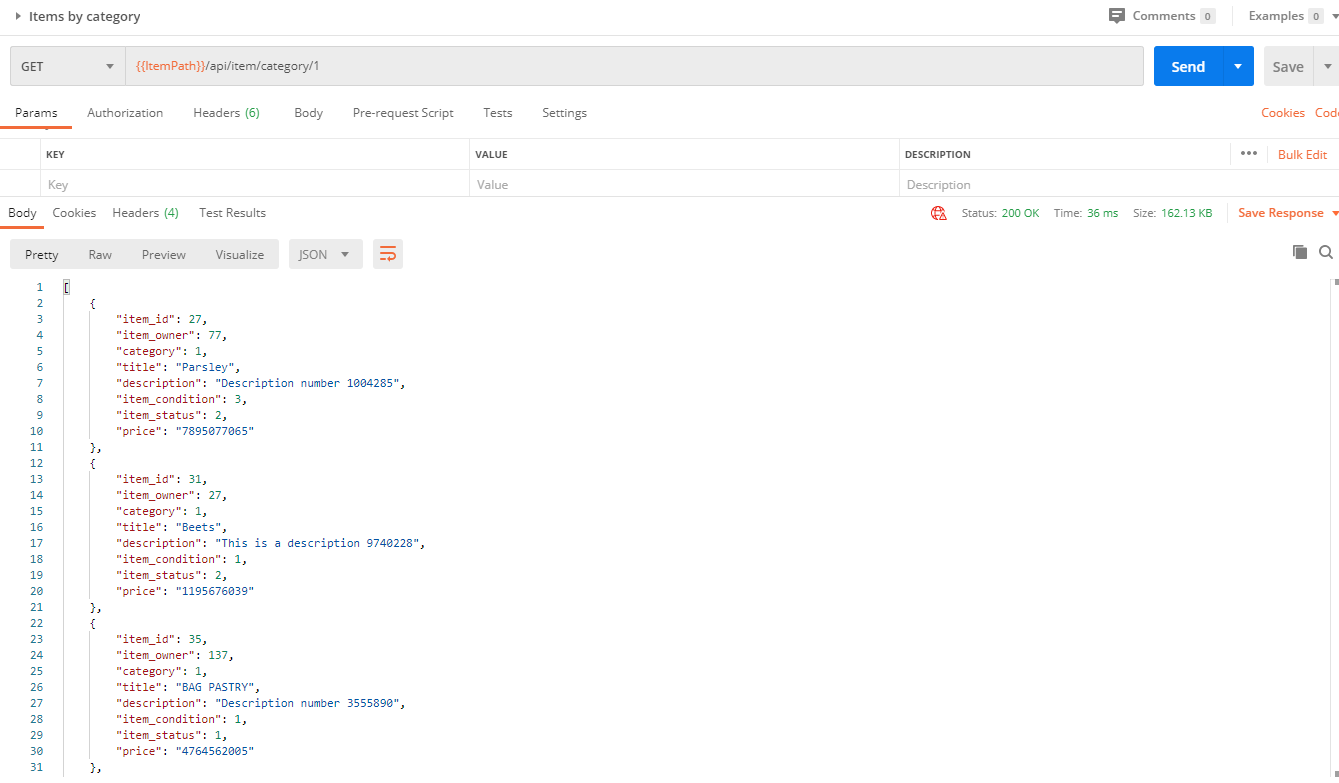 Items by category Comments 0 Examples 0
GET {{ItemPath}}/api/item/category/1 Send Save
Params Authorization Headers (6) Body Pre-request Script Tests Settings Cookies
KEY VALUE DESCRIPTION ••• Bulk Edit
Key Value Description
Body Cookies Headers (4) Test Results Status: 200 OK Time: 36 ms Size: 162.13 KB Save Response
Pretty Raw Preview Visualize JSON
1 [
2 {
3 "item_id": 27,
4 "item_owner": 77,
5 "category": 1,
6 "title": "Parsley",
7 "description": "Description number 1004285",
8 "item_condition": 3,
9 "item_status": 2,
10 "price": "7895077065"
11 },
12 {
13 "item_id": 31,
14 "item_owner": 27,
15 "category": 1,
16 "title": "Beets",
17 "description": "This is a description 9740228",
18 "item_condition": 1,
19 "item_status": 2,
20 "price": "1195676039"
21 },
22 {
23 "item_id": 35,
24 "item_owner": 137,
25 "category": 1,
26 "title": "BAG PASTRY",
27 "description": "Description number 3555890",
28 "item_condition": 1,
29 "item_status": 1,
30 "price": "4764562005"
31 },